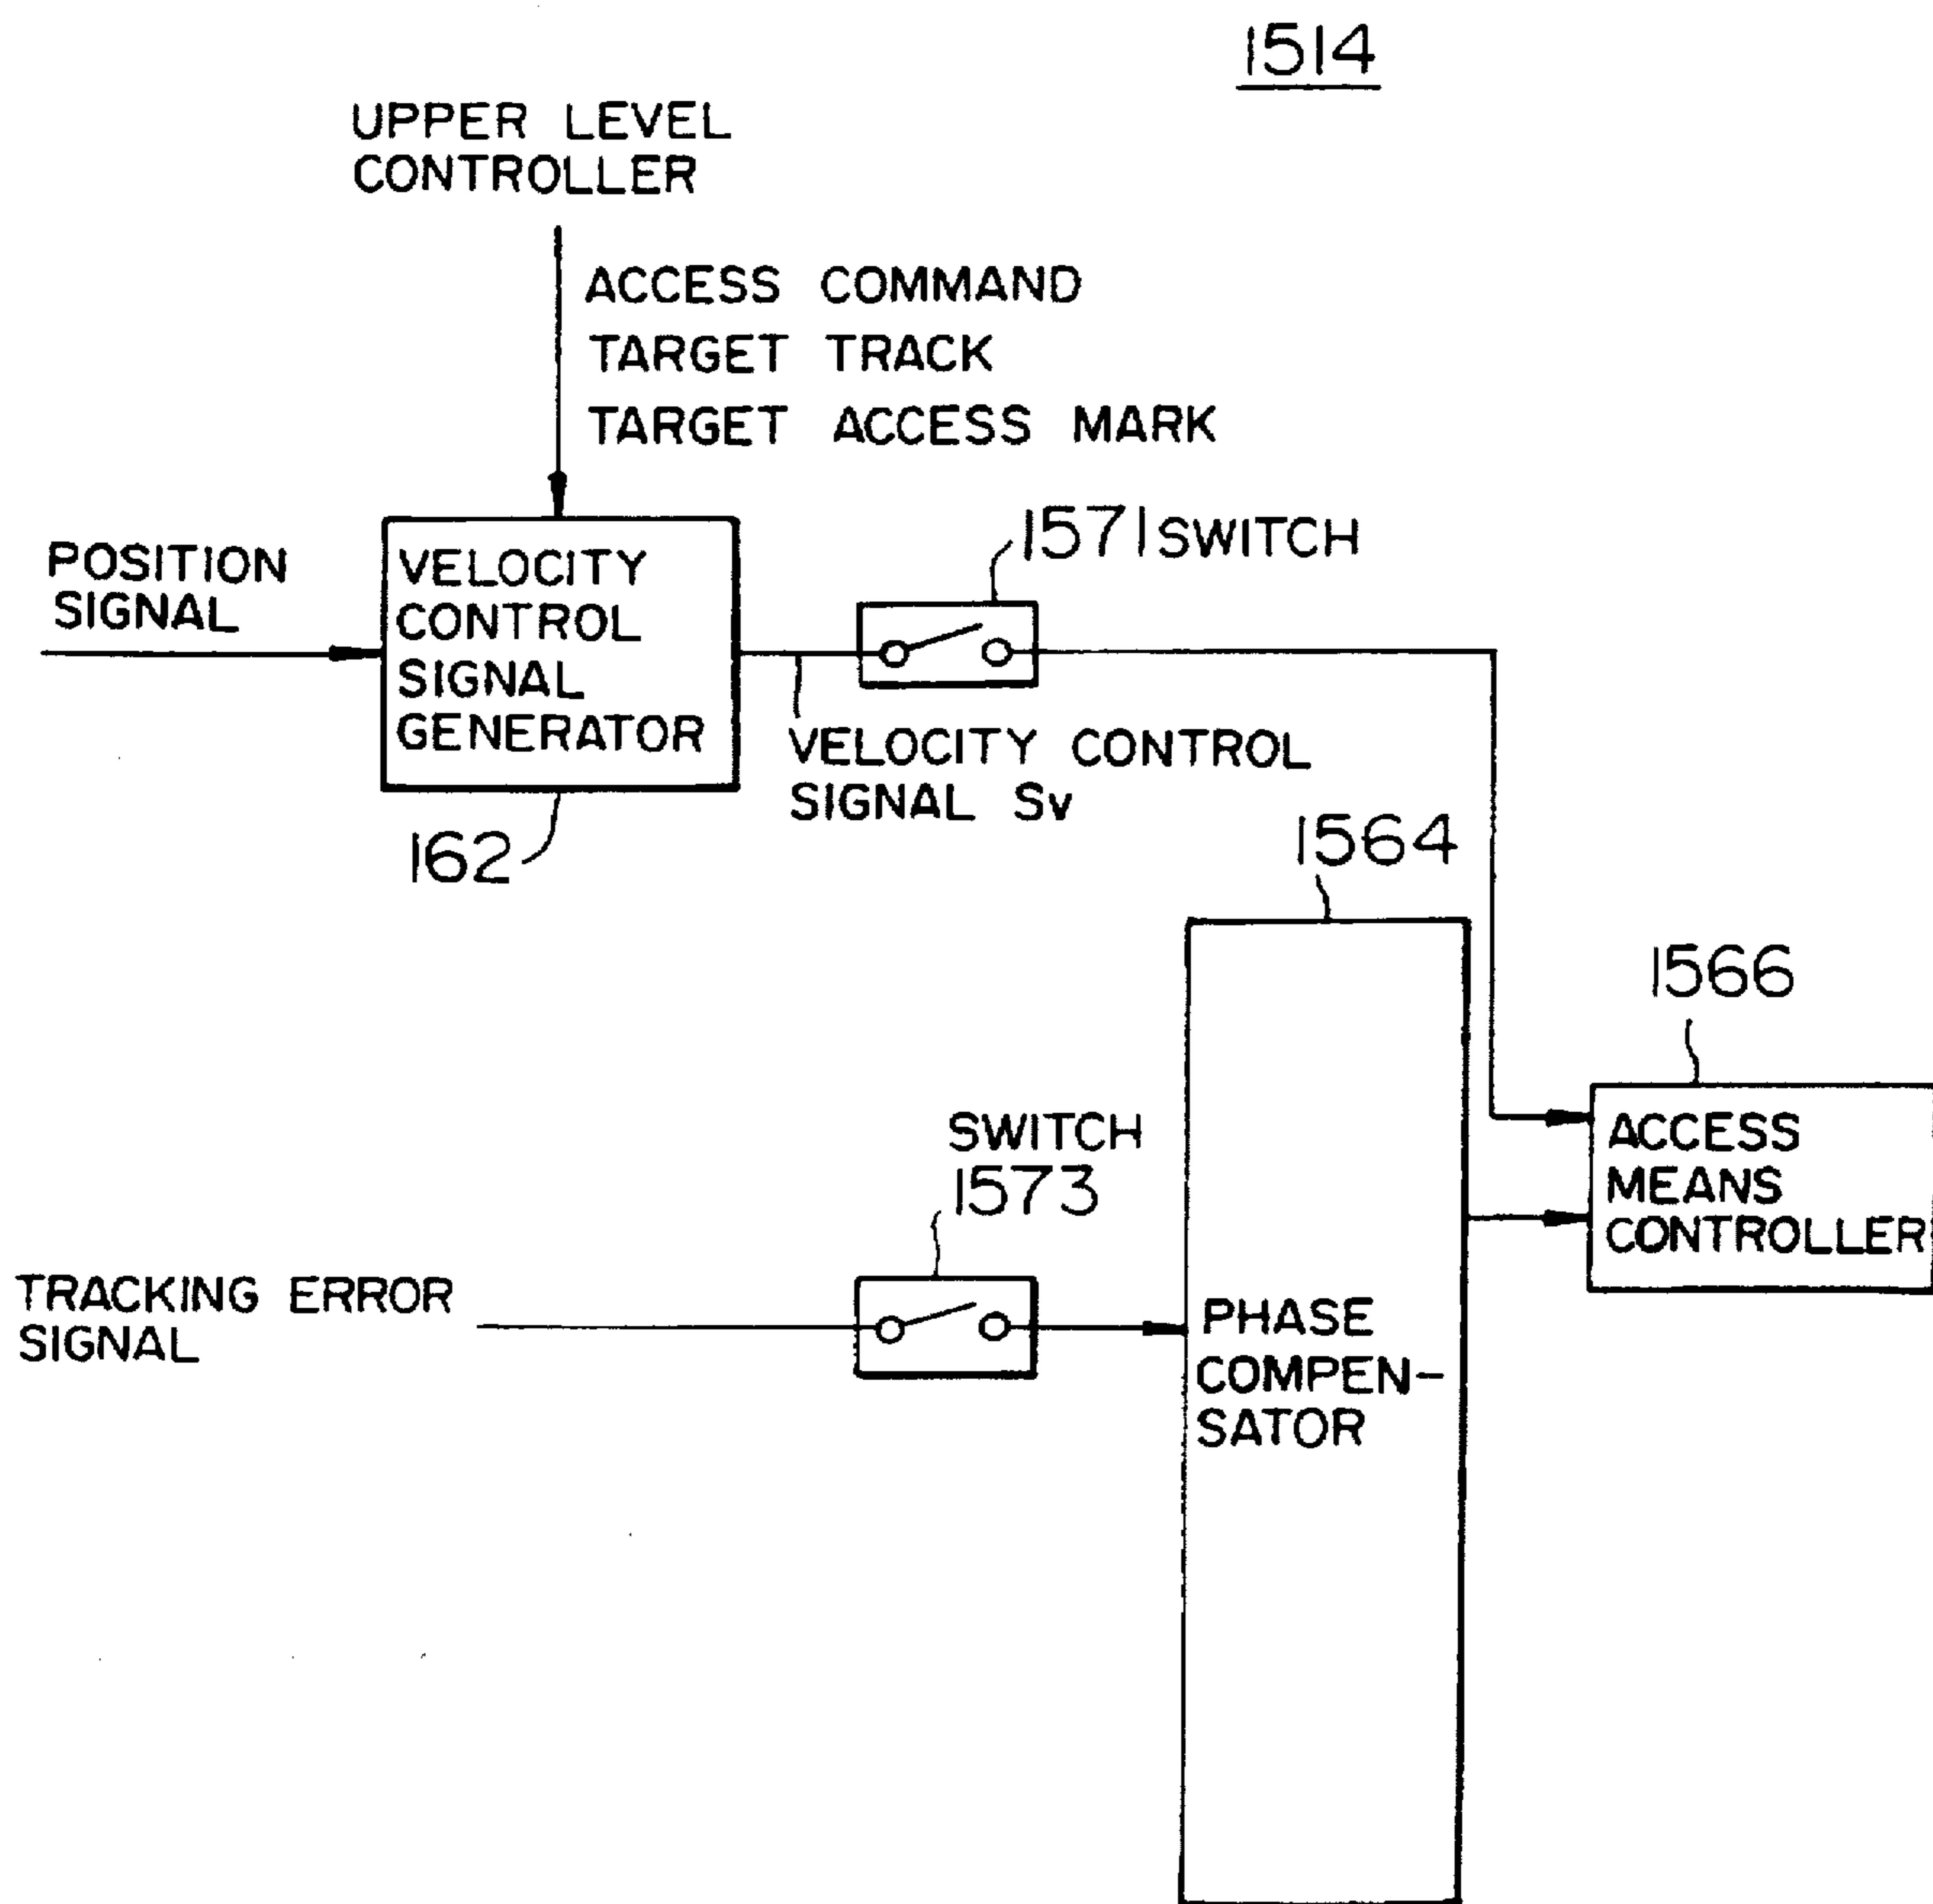 1514
UPPER LEVEL
CONTROLLER
ACCESS COMMAND
TARGET TRACK
TARGET ACCESS MARK
POSITION
SIGNAL
VELOCITY
CONTROL
SIGNAL
GENERATOR
162
1571 SWITCH
VELOCITY CONTROL
SIGNAL Sv
1564
1566
ACCESS
MEANS
CONTROLLER
SWITCH
1573
TRACKING ERROR
SIGNAL
PHASE
COMPEN-
SATOR